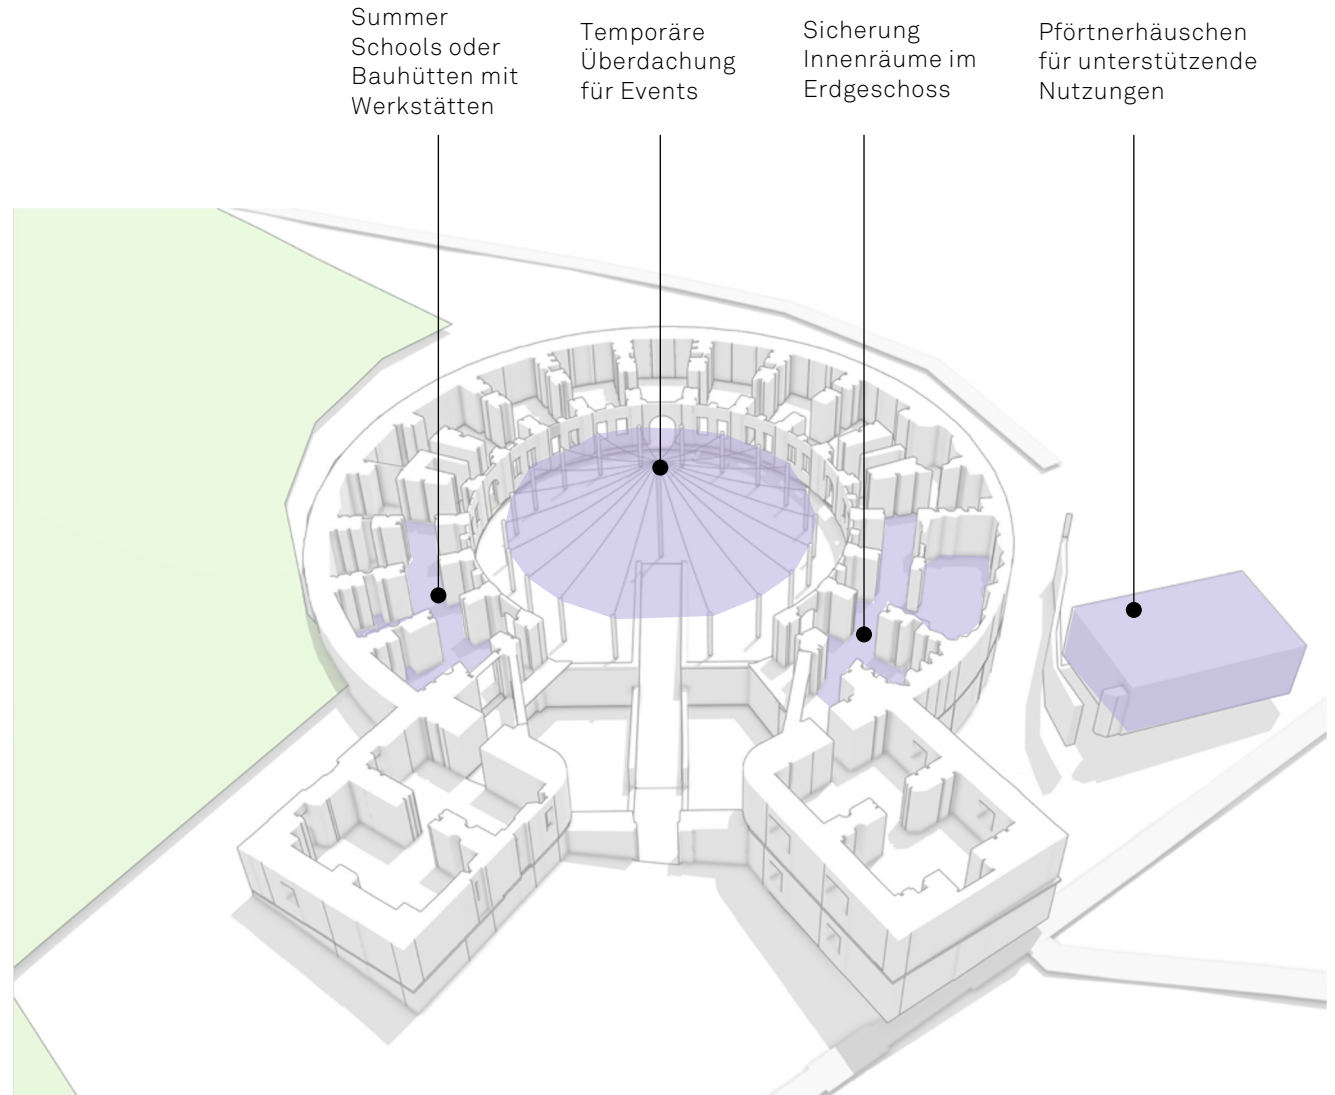 Summer
Schools oder
Bauhütten mit
Werkstätten
Temporäre
Überdachung
für Events
Sicherung
Innenräume im
Erdgeschoss
Pförtnerhäuschen
für unterstützende
Nutzungen